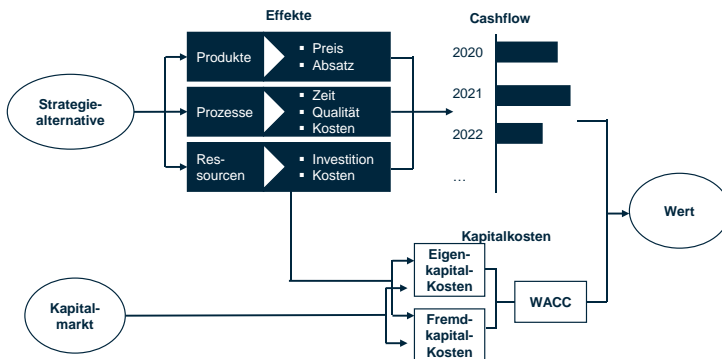 Effekte
Cashflow
Produkte
▪ Preis
▪ Absatz
2020
Strategie-
alternative
Prozesse
▪ Zeit
▪ Qualität
▪ Kosten
2021
Res-
sourcen
▪ Investition
▪ Kosten
2022
...
Wert
Kapitalkosten
Eigen-
kapital-
Kosten
Kapital-
markt
Fremd-
kapital-
Kosten
WACC